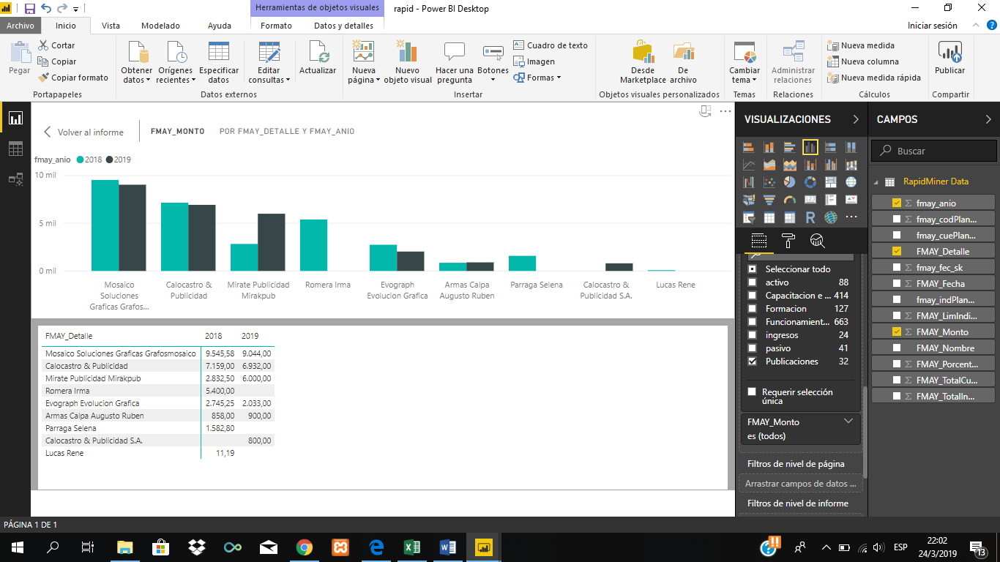 Herramientas de objetos visuales
rapid - Power BI Desktop
Archivo Inicio Vista Modelado Ayuda Formato Datos y detalles
Iniciar sesión
Pegar
Cortar
Copiar
Copiar formato
Portapapeles
Obtener datos
Orígenes recientes
Especificar datos
Editar consultas
Datos externos
Actualizar
Nueva página
Nuevo objeto visual
Hacer una pregunta
Botones
Cuadro de texto
Imagen
Formas
Insertar
Desde Marketplace
De archivo
Objetos visuales personalizados
Cambiar tema
Temas
Administrar relaciones
Relaciones
Nueva medida
Nueva columna
Nueva medida rápida
Cálculos
Publicar
Compartir
Volver al informe
FMAY_MONTO
POR FMAY_DETALLE Y FMAY_ANIO
fmay_anio 2018 2019
10 mil
5 mil
0 mil
Mosaico Soluciones Graficas Grafos...
Calocastro & Publicidad
Mirate Publicidad Mirakpub
Romera Irma
Evograph Evolucion Grafica
Armas Calpa Augusto Ruben
Parraga Selena
Calocastro & Publicidad S.A.
Lucas Rene
FMAY_Detalle 2018 2019
Mosaico Soluciones Graficas Grafosmosaico 9.545,58 9.044,00
Calocastro & Publicidad 7.159,00 6.932,00
Mirate Publicidad Mirakpub 2.832,50 6.000,00
Romera Irma 5.400,00
Evograph Evolucion Grafica 2.745,25 2.033,00
Armas Calpa Augusto Ruben 858,00 900,00
Parraga Selena 1.582,80
Calocastro & Publicidad S.A. 800,00
Lucas Rene 11,19
VISUALIZACIONES
R
123
Seleccionar todo
activo 88
Capacitacion e ... 414
Formacion 127
Funcionamient... 663
ingresos 24
pasivo 41
Publicaciones 32
Requerir selección única
FMAY_Monto
es (todos)
Filtros de nivel de página
Arrastrar campos de datos ...
Filtros de nivel de informe
CAMPOS
Buscar
RapidMiner Data
Σ fmay_anio
Σ fmay_codPlan...
fmay_cuePlan...
FMAY_Detalle
Σ fmay_fec_sk
FMAY_Fecha
fmay_indPlan...
Σ FMAY_LimIndi...
Σ FMAY_Monto
FMAY_Nombre
Σ FMAY_Porcent...
Σ FMAY_TotalCu...
Σ FMAY_TotalIn...
PÁGINA 1 DE 1
ESP
22:02
24/3/2019
13